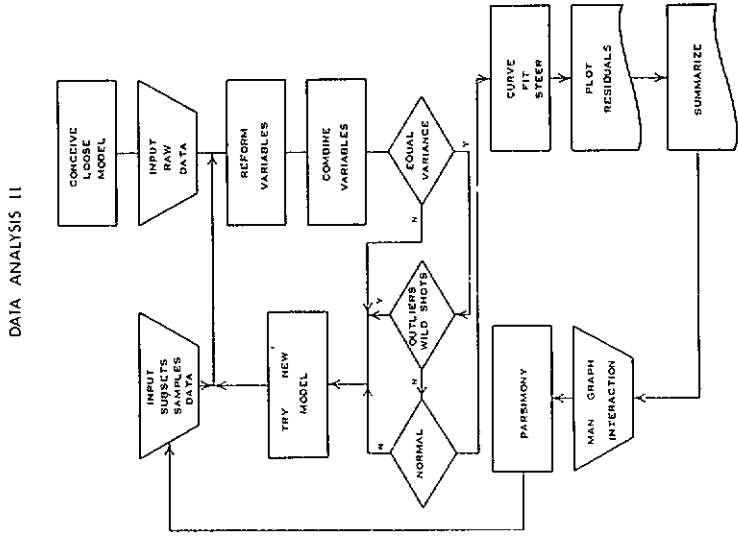 DATA ANALYSIS II
CONCEIVE
LOOSE
MODEL
INPUT
RAW
DATA
REFORM
VARIABLES
COMBINE
VARIABLES
EQUAL
VARIANCE
N
Y
INPUT
SUBSETS
SAMPLES
DATA
TRY NEW
MODEL
OUTLIERS
WILD SHOTS
Y
N
NORMAL
N
CURVE
FIT
STEER
PLOT
RESIDUALS
SUMMARIZE
MAN GRAPH
INTERACTION
PARSIMONY